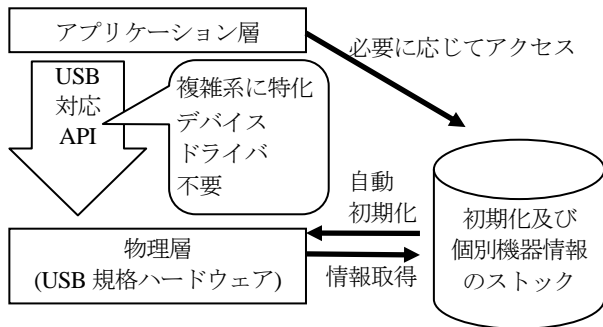 アプリケーション層
必要に応じてアクセス
USB
対応
API
複雑系に特化
デバイス
ドライバ
不要
自動
初期化
初期化及び
個別機器情報
のストック
物理層
(USB 規格ハードウェア)
情報取得